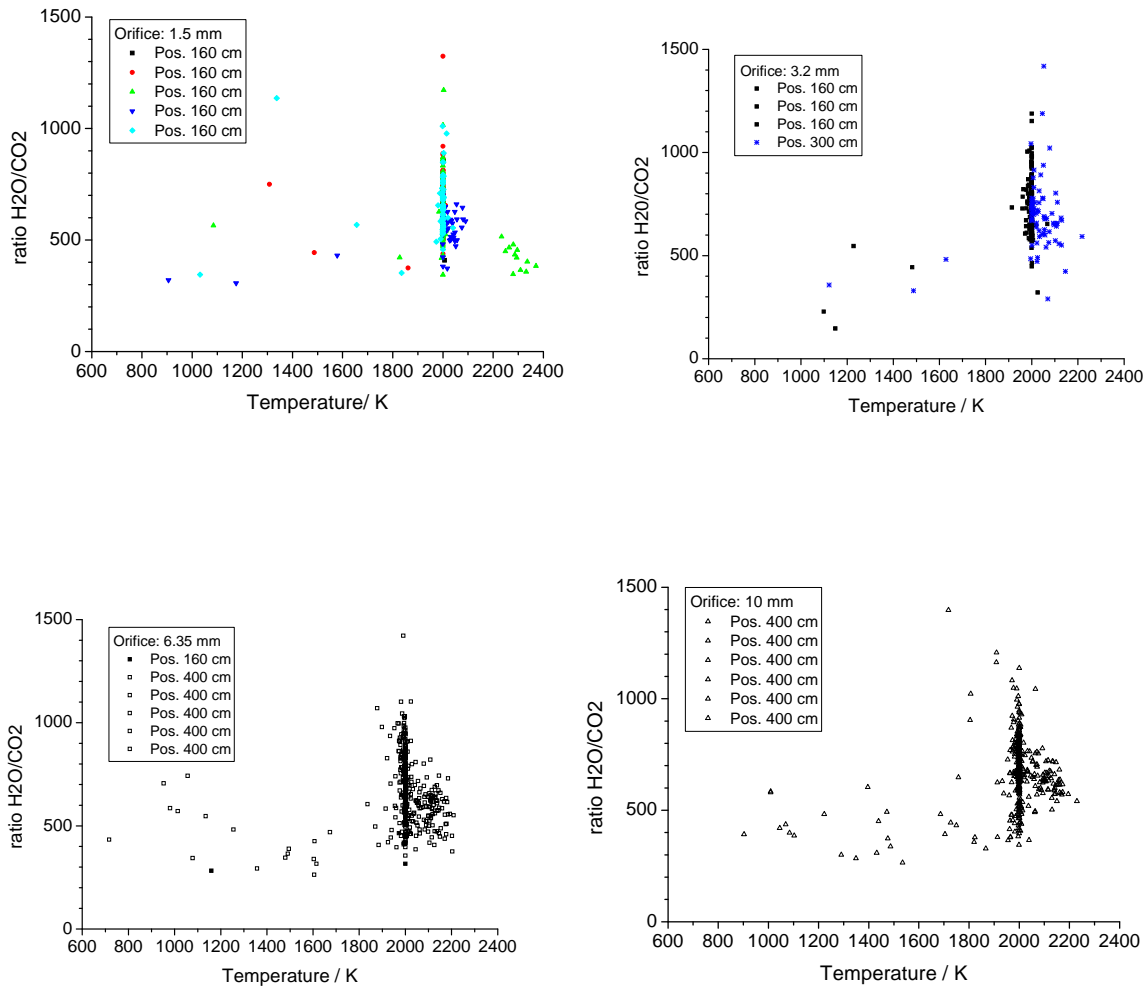 Orifice: 1.5 mm
Pos. 160 cm
Pos. 160 cm
Pos. 160 cm
Pos. 160 cm
Pos. 160 cm
1500
1000
500
0
ratio H2O/CO2
600 800 1000 1200 1400 1600 1800 2000 2200 2400
Temperature/ K
Orifice: 3.2 mm
Pos. 160 cm
Pos. 160 cm
Pos. 160 cm
Pos. 300 cm
1500
1000
500
0
ratio H20/CO2
600 800 1000 1200 1400 1600 1800 2000 2200 2400
Temperature / K
Orifice: 6.35 mm
Pos. 160 cm
Pos. 400 cm
Pos. 400 cm
Pos. 400 cm
Pos. 400 cm
Pos. 400 cm
1500
1000
500
0
ratio H2O/CO2
600 800 1000 1200 1400 1600 1800 2000 2200 2400
Temperature / K
Orifice: 10 mm
Pos. 400 cm
Pos. 400 cm
Pos. 400 cm
Pos. 400 cm
Pos. 400 cm
Pos. 400 cm
1500
1000
500
0
ratio H2O/CO2
600 800 1000 1200 1400 1600 1800 2000 2200 2400
Temperature / K